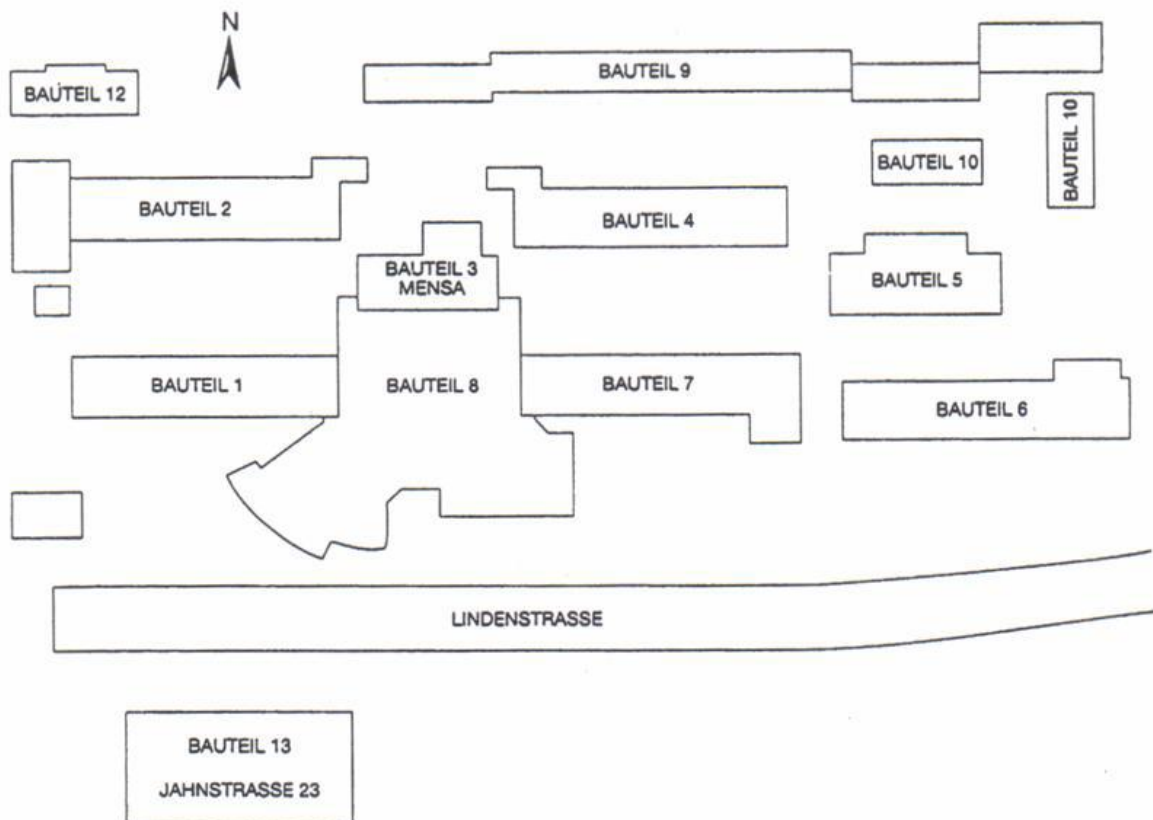 N
BAUTEIL 9
BAUTEIL 12
BAUTEIL 10
BAUTEIL 10
BAUTEIL 2
BAUTEIL 4
BAUTEIL 3
MENSA
BAUTEIL 5
BAUTEIL 1
BAUTEIL 8
BAUTEIL 7
BAUTEIL 6
LINDENSTRASSE
BAUTEIL 13
JAHNSTRASSE 23